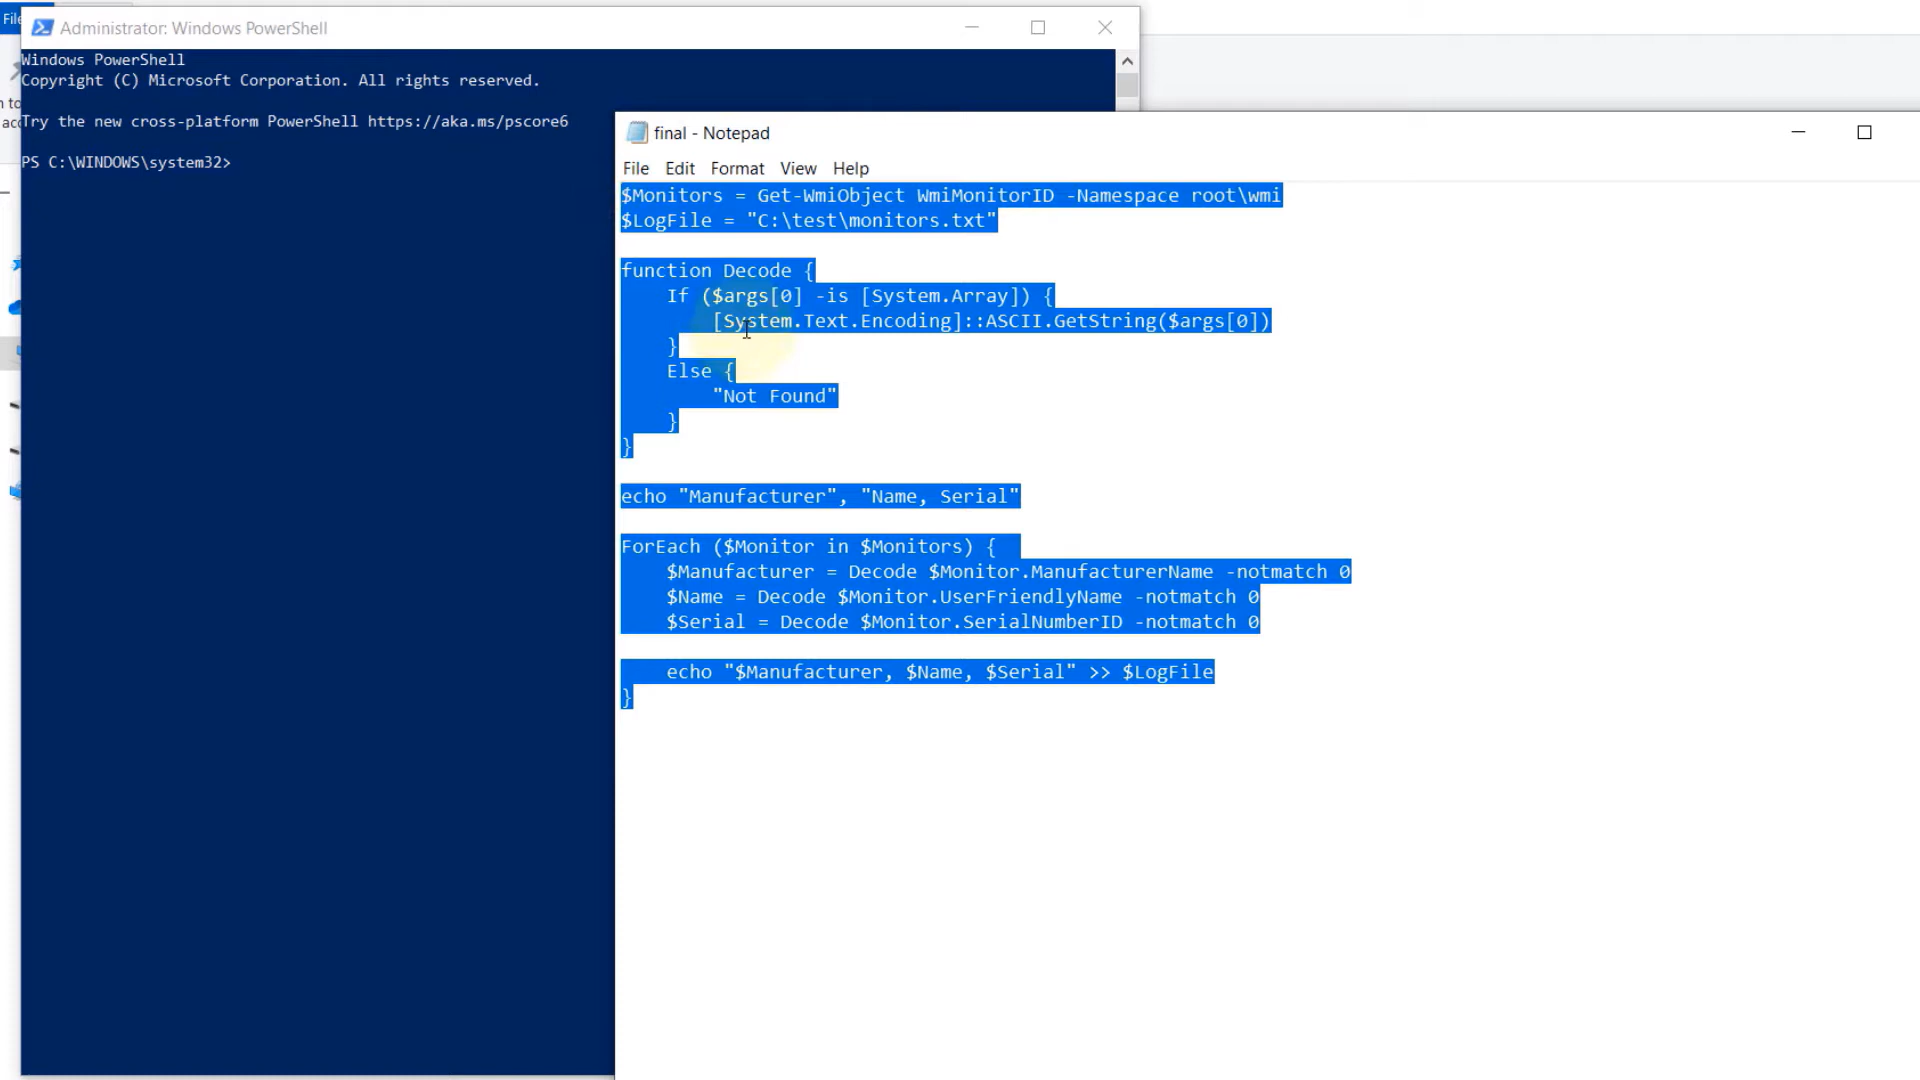 File
Administrator: Windows PowerShell
Windows PowerShell
Copyright (C) Microsoft Corporation. All rights reserved.
Try the new cross-platform PowerShell https://aka.ms/pscore6
PS C:\WINDOWS\system32>
final - Notepad
File Edit Format View Help
$Monitors = Get-WmiObject WmiMonitorID -Namespace root\wmi
$LogFile = "C:\test\monitors.txt"
function Decode {
If ($args[0] -is [System.Array]) {
[System.Text.Encoding]::ASCII.GetString($args[0])
}
Else {
"Not Found"
}
}
echo "Manufacturer", "Name, Serial"
ForEach ($Monitor in $Monitors) {
$Manufacturer = Decode $Monitor.ManufacturerName -notmatch 0
$Name = Decode $Monitor.UserFriendlyName -notmatch 0
$Serial = Decode $Monitor.SerialNumberID -notmatch 0
echo "$Manufacturer, $Name, $Serial" >> $LogFile
}